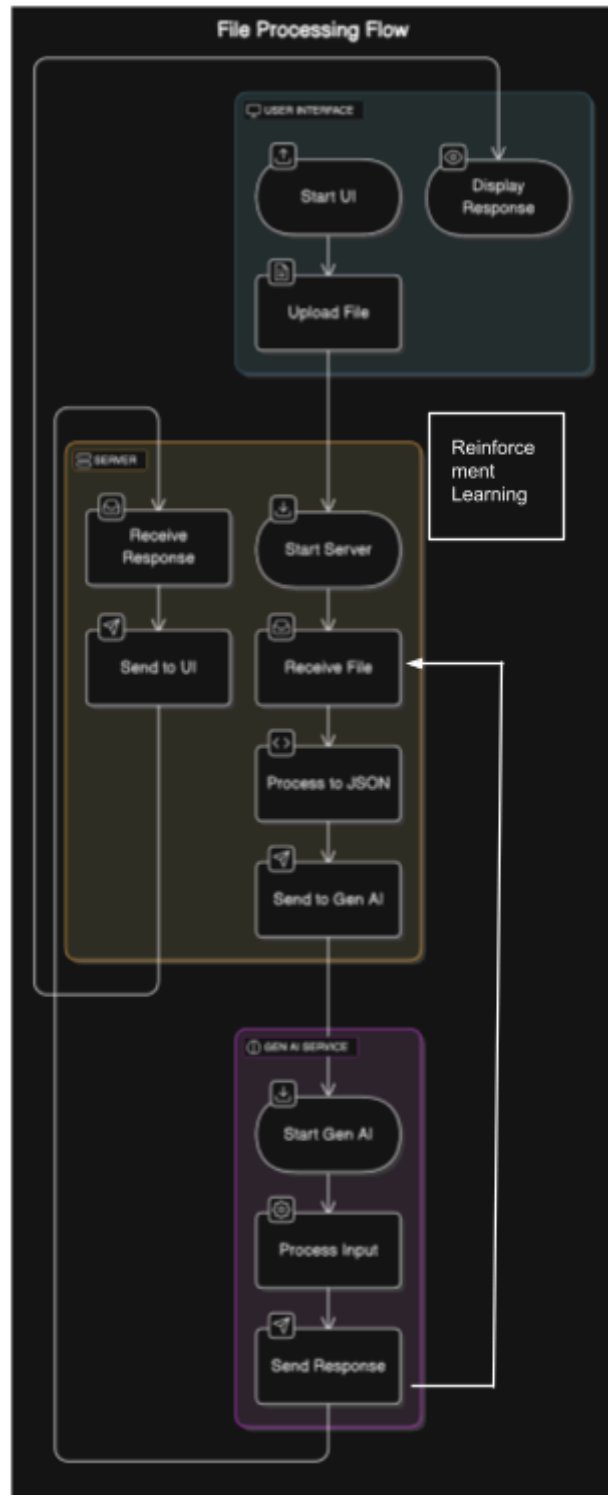 File Processing Flow
USER INTERFACE
Start UI
Display
Response
Upload File
Reinforce
ment
Learning
SERVER
Receive
Response
Start Server
Send to UI
Receive File
Process to JSON
Send to Gen AI
GEN AI SERVICE
Start Gen AI
Process Input
Send Response